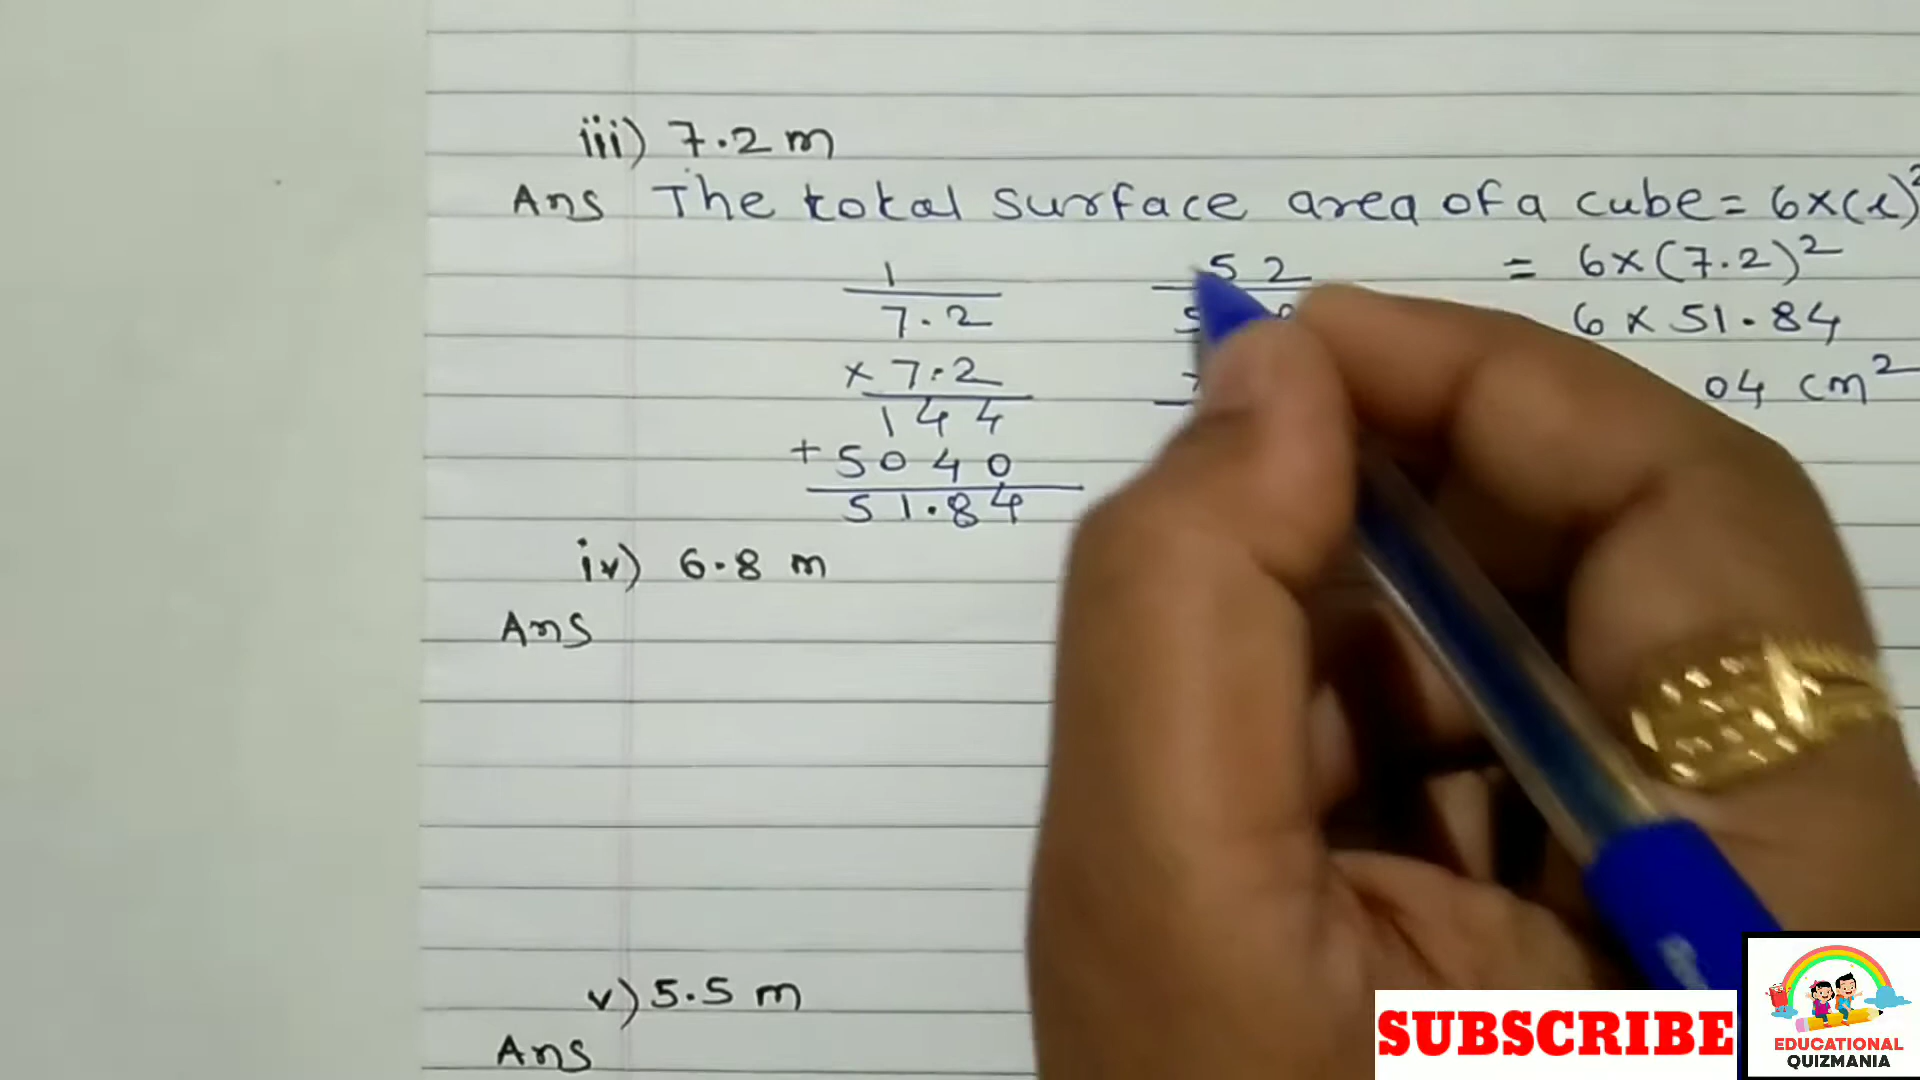 iii) 7.2 m
Ans The total surface area of a cube = 6×(l)²
1
7.2
× 7.2
144
+ 5040
51.84
5 2
= 6×(7.2)²
6 × 51.84
04 cm²
iv) 6.8 m
Ans
v) 5.5 m
Ans
SUBSCRIBE
EDUCATIONAL
QUIZMANIA